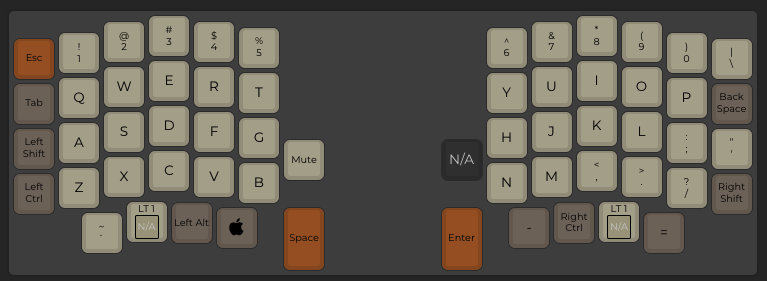 Esc ! 1 @ 2 # 3 $ 4 % 5 ^ 6 & 7 * 8 ( 9 ) 0 | \
Tab Q W E R T Y U I O P Back Space
Left Shift A S D F G Mute N/A H J K L : ; " '
Left Ctrl Z X C V B N M < , > . ? / Right Shift
~ ` LT 1 N/A Left Alt Space Enter - Right Ctrl LT 1 N/A =